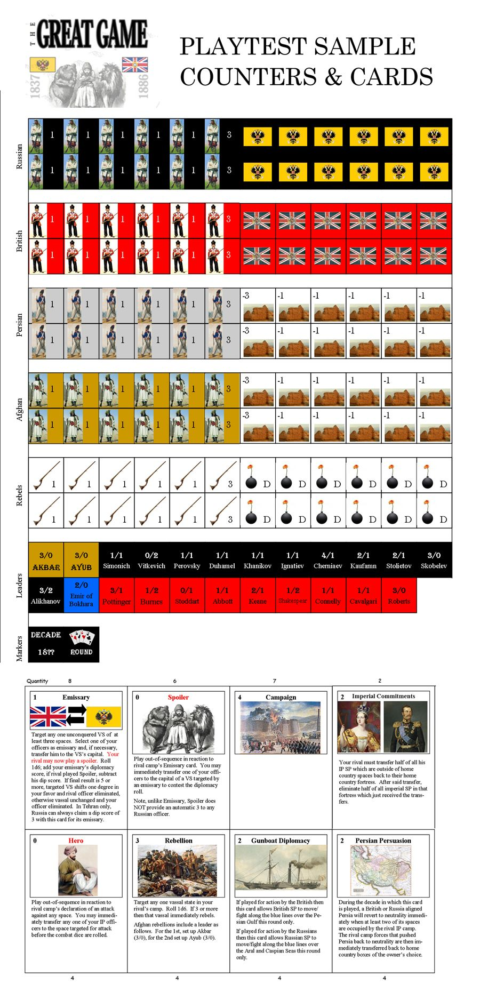 THE
GREAT GAME
1837
1886
PLAYTEST SAMPLE
COUNTERS & CARDS
Russian
1 1 1 1 1 3
1 1 1 1 1 3
British
1 1 1 1 1 3
1 1 1 1 1 3
Persian
1 1 1 1 1 3 -3 -1 -1 -1 -1 -1
1 1 1 1 1 3 -3 -1 -1 -1 -1 -1
Afghan
1 1 1 1 1 3 -3 -1 -1 -1 -1 -1
1 1 1 1 1 3 -3 -1 -1 -1 -1 -1
Rebels
1 1 1 1 1 3 D D D D D D
1 1 1 1 1 3 D D D D D D
Leaders
3/0 3/0 1/1 0/2 1/1 1/1 1/1 1/1 4/1 2/1 2/1 3/0
AKBAR AYUB Simonich Vitkevich Perovsky Duhamel Khanikov Ignatiev Cherniaev Kaufamn Stolietov Skobelev
3/2 2/0 3/1 1/2 0/1 1/1 2/1 1/2 1/1 1/1 3/0
Alikhanov Emir of Bokhara Pottinger Burnes Stoddart Abbott Keane Shakespear Connelly Cavalgari Roberts
Markers
DECADE
18??
ROUND
Quantity 8 6 7 2
1 Emissary
Target any one unconquered VS of at
least three spaces. Select one of your
officers as emissary and, if necessary,
transfer him to the VS's capital. Your
rival may now play a spoiler. Roll
1d6; add your emissary's diplomacy
score, if rival played Spoiler, subtract
his dip score. If final result is 5 or
more, targeted VS shifts one degree in
your favor and rival officer eliminated,
otherwise vassal unchanged and your
officer eliminated. In Tehran only,
Russia can always claim a dip score of
3 with this card for its emissary.
0 Spoiler
Play out-of-sequence in reaction to
rival camp's Emissary card. You may
immediately transfer one of your offi-
cers to the capital of a VS targeted by
an emissary to contest the diplomacy
roll.
Note, unlike Emissary, Spoiler does
NOT provide an automatic 3 to any
Russian officer.
4 Campaign
2 Imperial Commitments
Your rival must transfer half of all his
IP SP which are outside of home
country spaces back to their home
country fortress. After said transfer,
eliminate half of all imperial SP in that
fortress which just received the trans-
fers.
0 Hero
Play out-of-sequence in reaction to
rival camp's declaration of an attack
against any space. You may immedi-
ately transfer any one of your IP offi-
cers to the space targeted for attack
before the combat dice are rolled.
3 Rebellion
Target any one vassal state in your
rival's camp. Roll 1d6. If 3 or more
then that vassal immediately rebels.
Afghan rebellions include a leader as
follows. For the 1st, set up Akbar
(3/0), for the 2nd set up Ayub (3/0).
2 Gunboat Diplomacy
If played for action by the British then
this card allows British SP to move/
fight along the blue lines over the Pe-
sian Gulf this round only.
If played for action by the Russians
then this card allows Russian SP to
move/fight along the blue lines over
the Aral and Caspian Seas this round
only.
2 Persian Persuasion
During the decade in which this card
is played, a British or Russia aligned
Persia will revert to neutrality immedi-
ately when at least two of its spaces
are occupied by the rival IP camp.
The rival camp forces that pushed
Persia back to neutrality are then im-
mediately transferred back to home
country boxes of the owner's choice.
4 4 4 4